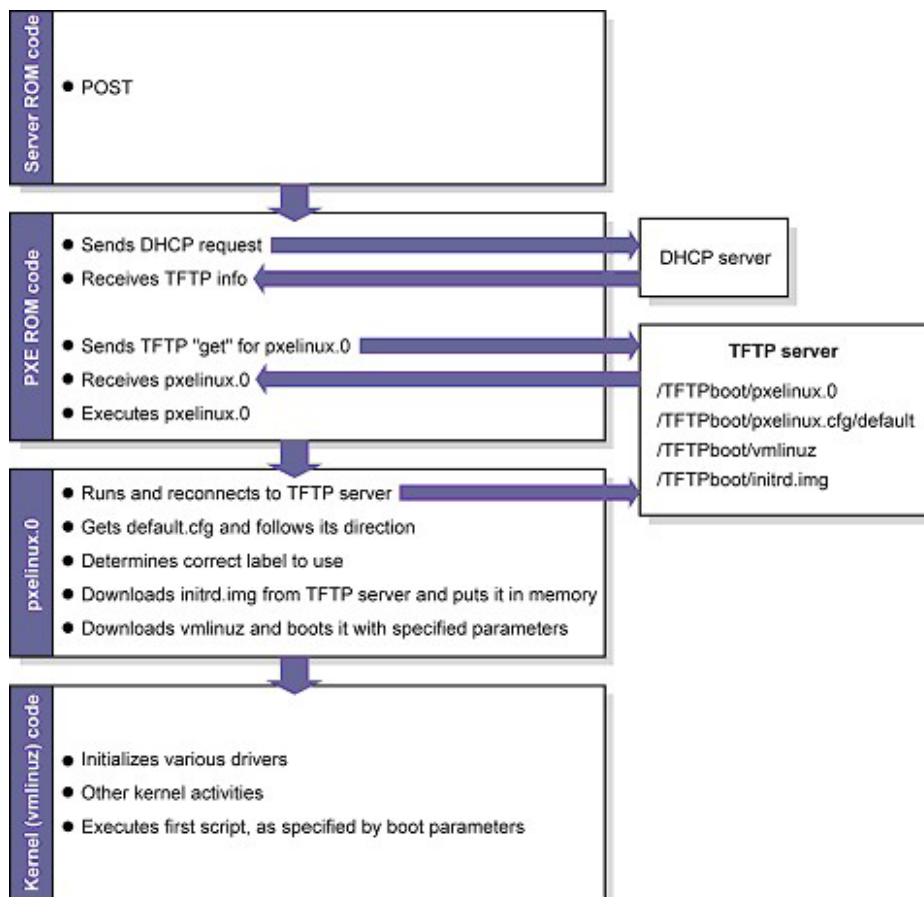 Server ROM code
POST
PXE ROM code
Sends DHCP request
Receives TFTP info
Sends TFTP "get" for pxelinux.0
Receives pxelinux.0
Executes pxelinux.0
DHCP server
TFTP server
/TFTPboot/pxelinux.0
/TFTPboot/pxelinux.cfg/default
/TFTPboot/vmlinuz
/TFTPboot/initrd.img
pxelinux.0
Runs and reconnects to TFTP server
Gets default.cfg and follows its direction
Determines correct label to use
Downloads initrd.img from TFTP server and puts it in memory
Downloads vmlinuz and boots it with specified parameters
Kernel (vmlinuz) code
Initializes various drivers
Other kernel activities
Executes first script, as specified by boot parameters